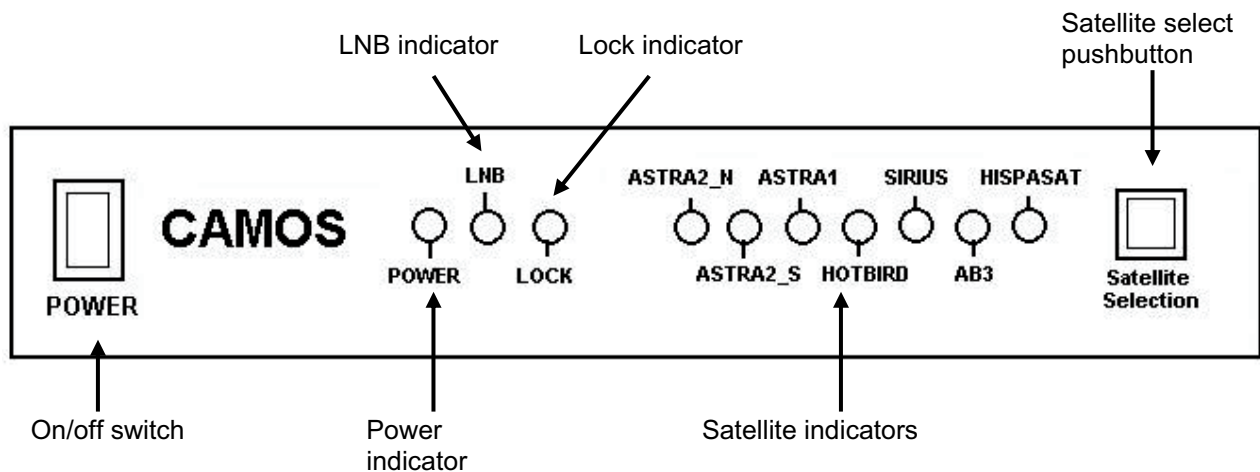 LNB indicator
Lock indicator
Satellite select
pushbutton
LNB
ASTRA2_N
ASTRA1
SIRIUS
HISPASAT
CAMOS
POWER
LOCK
ASTRA2_S
HOTBIRD
AB3
POWER
Satellite
Selection
On/off switch
Power
indicator
Satellite indicators